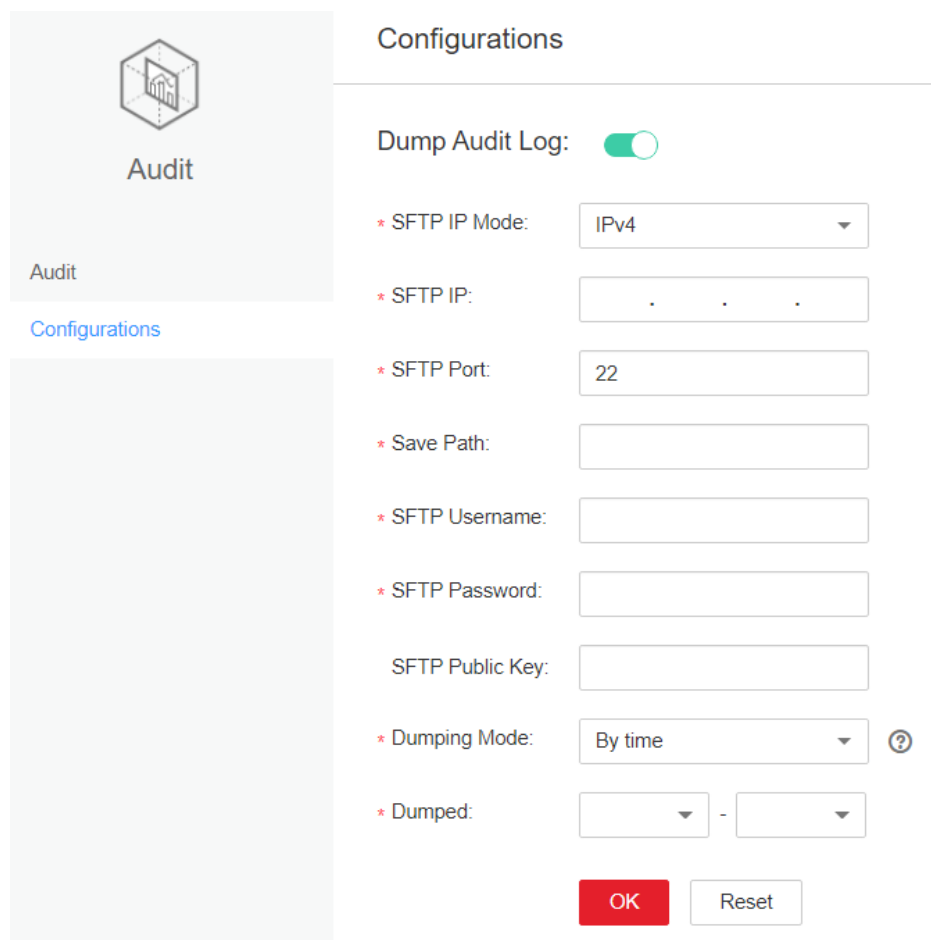 Configurations
Audit
Dump Audit Log:
* SFTP IP Mode: IPv4
Audit
* SFTP IP: . . .
Configurations
* SFTP Port: 22
* Save Path:
* SFTP Username:
* SFTP Password:
SFTP Public Key:
* Dumping Mode: By time ?
* Dumped: -
OK Reset